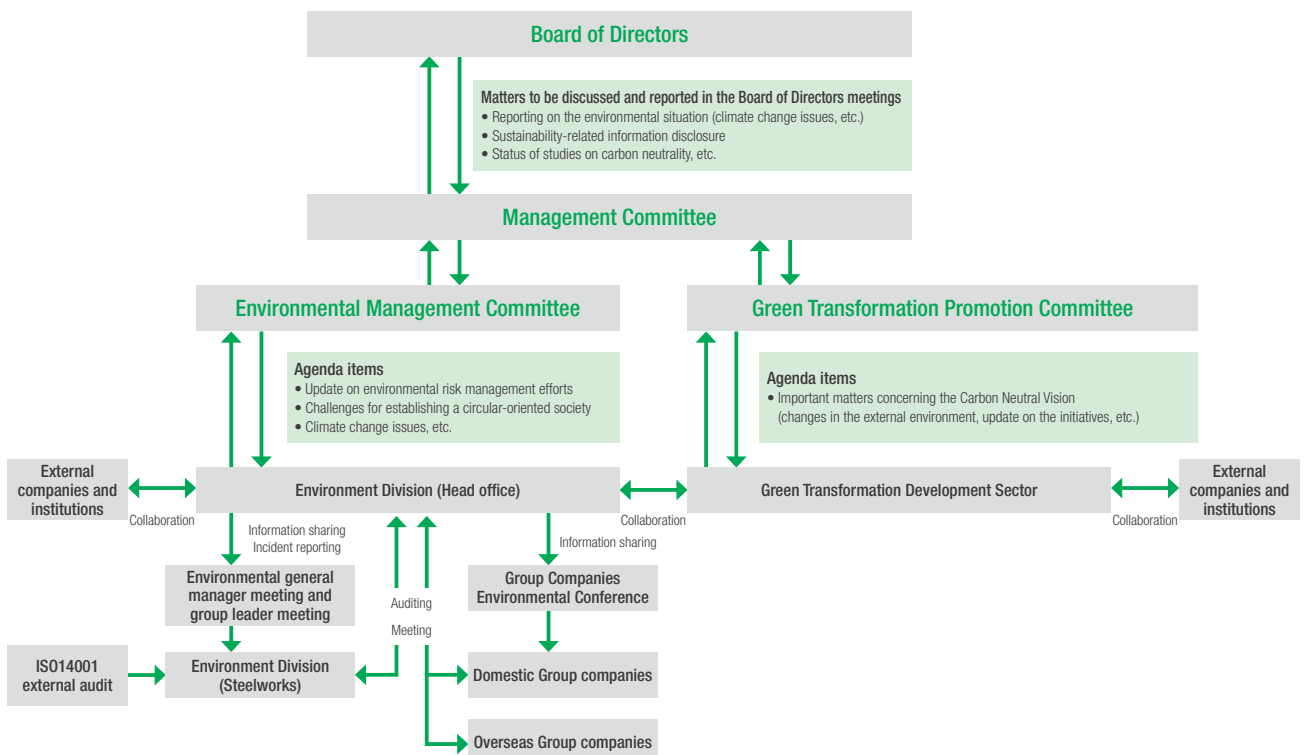 Board of Directors
Matters to be discussed and reported in the Board of Directors meetings
• Reporting on the environmental situation (climate change issues, etc.)
• Sustainability-related information disclosure
• Status of studies on carbon neutrality, etc.
Management Committee
Environmental Management Committee
Green Transformation Promotion Committee
Agenda items
• Update on environmental risk management efforts
• Challenges for establishing a circular-oriented society
• Climate change issues, etc.
Agenda items
• Important matters concerning the Carbon Neutral Vision
(changes in the external environment, update on the initiatives, etc.)
External
companies and
institutions
Collaboration
Environment Division (Head office)
Collaboration
Green Transformation Development Sector
Collaboration
External
companies and
institutions
Information sharing
Incident reporting
Information sharing
Environmental general
manager meeting and
group leader meeting
Auditing
Meeting
Group Companies
Environmental Conference
ISO14001
external audit
Environment Division
(Steelworks)
Domestic Group companies
Overseas Group companies